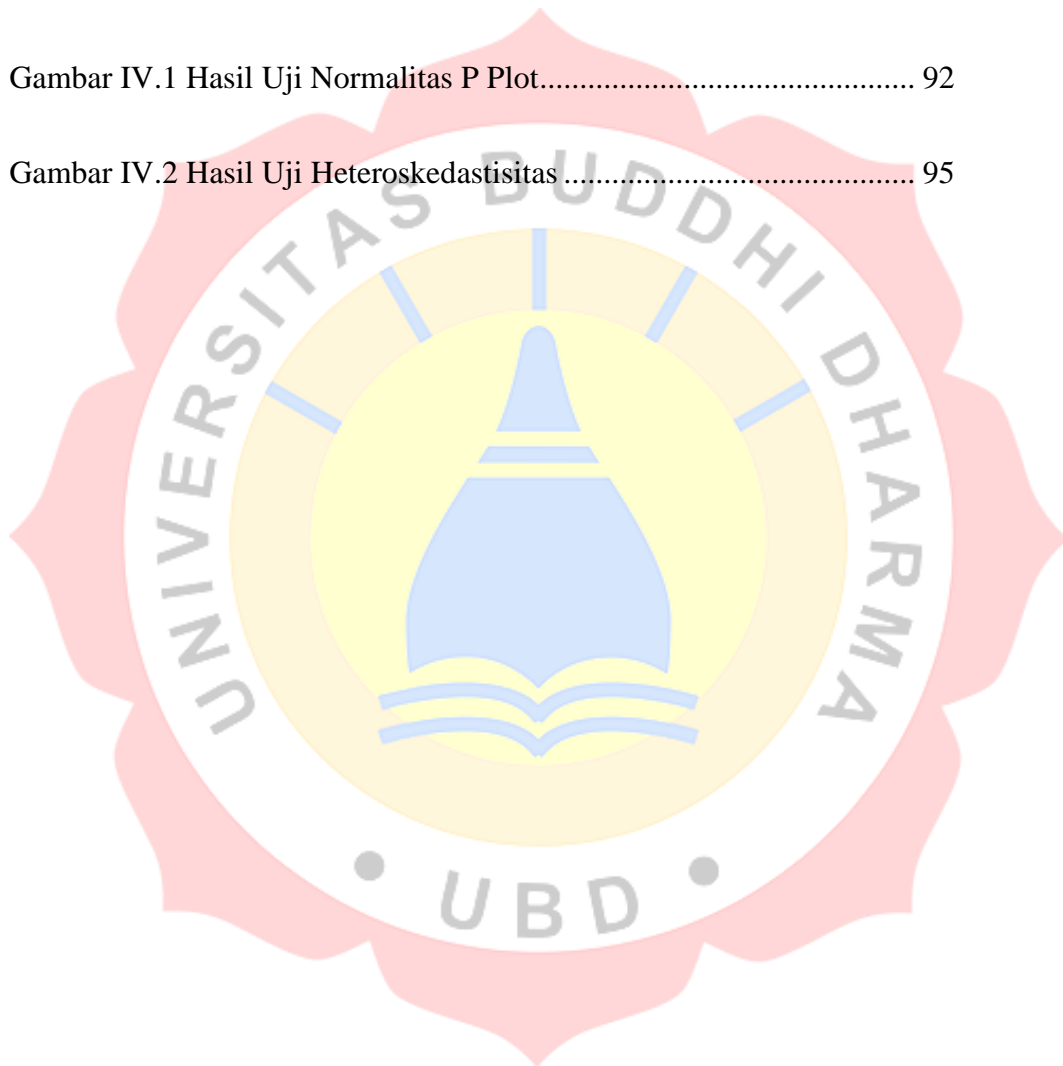 Gambar IV.1 Hasil Uji Normalitas P Plot............................................... 92
Gambar IV.2 Hasil Uji Heteroskedastisitas ............................................ 95
UNIVERSITAS BUDDHI DHARMA
• UBD •